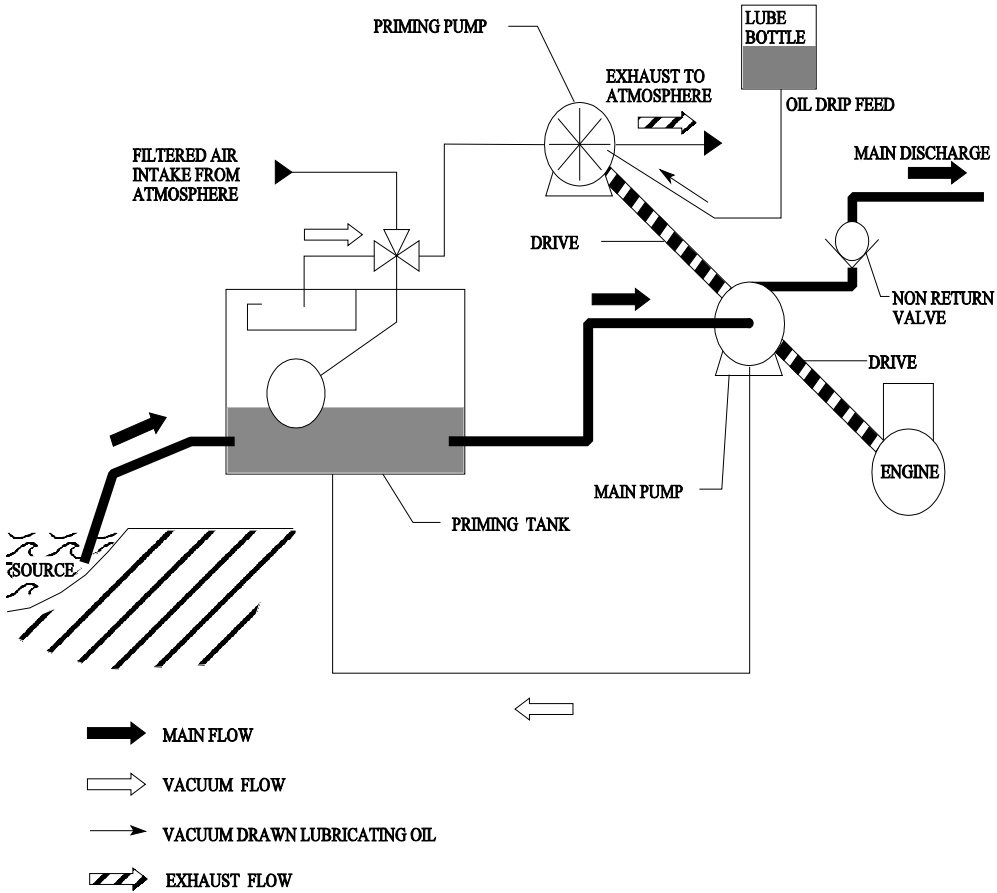 PRIMING PUMP
LUBE
BOTTLE
EXHAUST TO
ATMOSPHERE
OIL DRIP FEED
FILTERED AIR
INTAKE FROM
ATMOSPHERE
MAIN DISCHARGE
DRIVE
NON RETURN
VALVE
DRIVE
ENGINE
MAIN PUMP
PRIMING TANK
SOURCE
MAIN FLOW
VACUUM FLOW
VACUUM DRAWN LUBRICATING OIL
EXHAUST FLOW